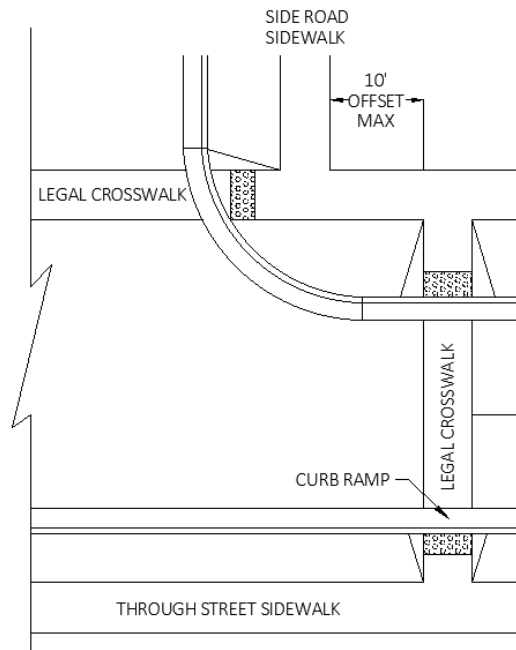 SIDE ROAD
SIDEWALK
10'
OFFSET
MAX
LEGAL CROSSWALK
LEGAL CROSSWALK
CURB RAMP
THROUGH STREET SIDEWALK